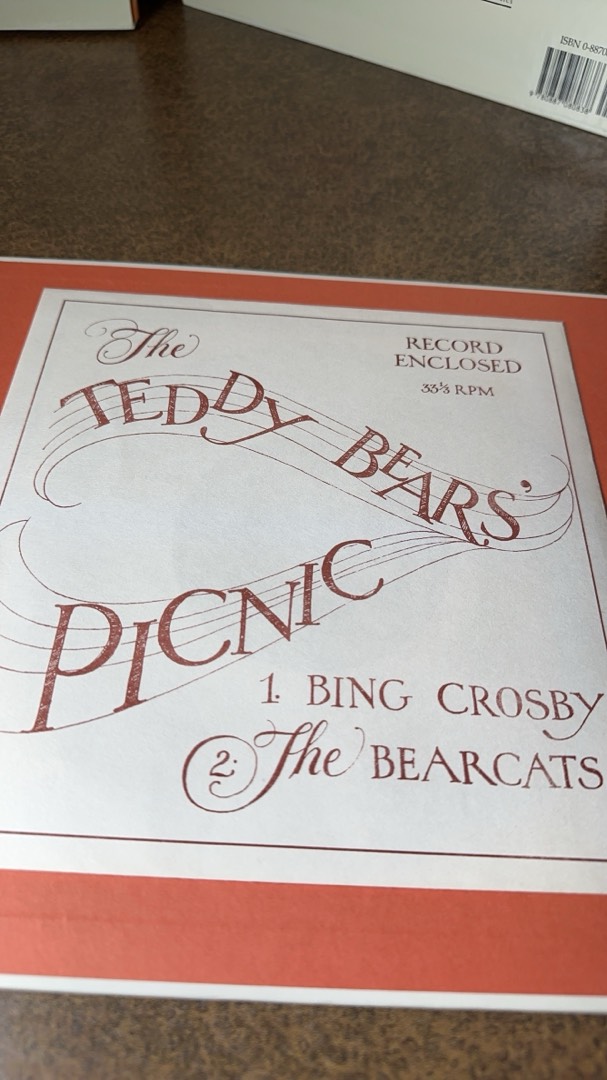 ISBN 0-8870
The
TEDDY BEARS'
PICNIC
RECORD
ENCLOSED
33⅓ RPM
1. BING CROSBY
2: The BEARCATS